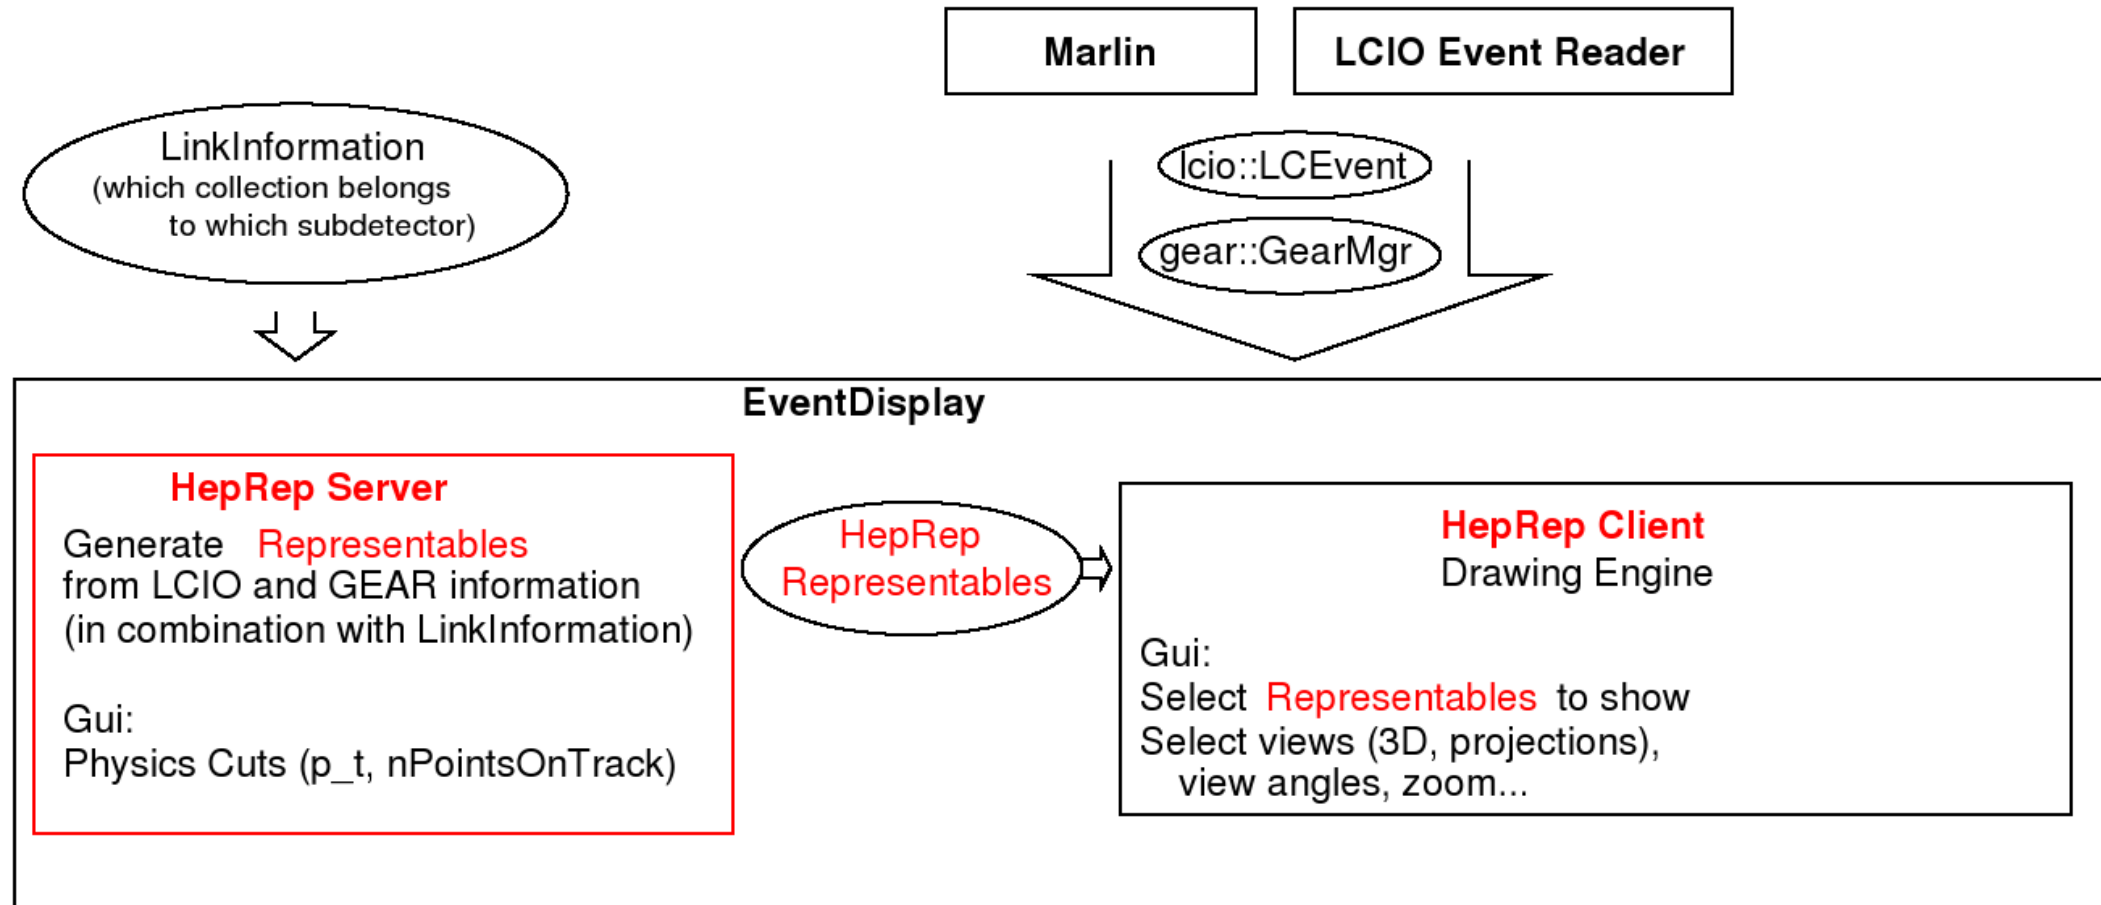 Marlin
LCIO Event Reader
LinkInformation
(which collection belongs
to which subdetector)
lcio::LCEvent
gear::GearMgr
EventDisplay
HepRep Server
Generate Representables
from LCIO and GEAR information
(in combination with LinkInformation)
Gui:
Physics Cuts (p_t, nPointsOnTrack)
HepRep
Representables
HepRep Client
Drawing Engine
Gui:
Select Representables to show
Select views (3D, projections),
view angles, zoom...